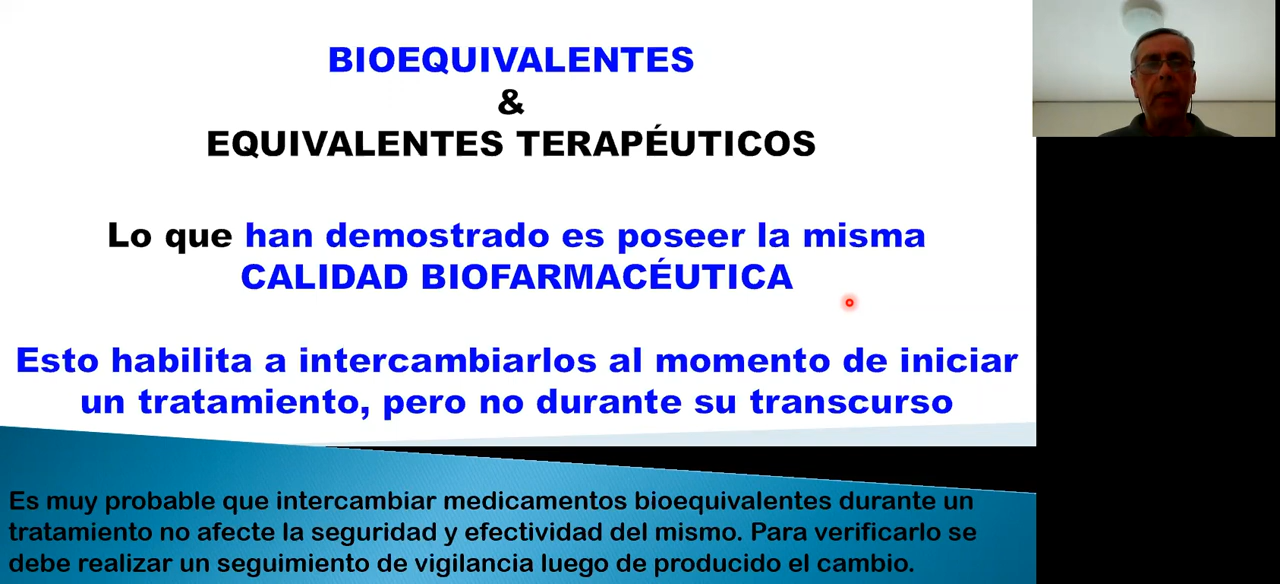 BIOEQUIVALENTES
&
EQUIVALENTES TERAPÉUTICOS
Lo que han demostrado es poseer la misma
CALIDAD BIOFARMACÉUTICA
Esto habilita a intercambiarlos al momento de iniciar
un tratamiento, pero no durante su transcurso
Es muy probable que intercambiar medicamentos bioequivalentes durante un
tratamiento no afecte la seguridad y efectividad del mismo. Para verificarlo se
debe realizar un seguimiento de vigilancia luego de producido el cambio.